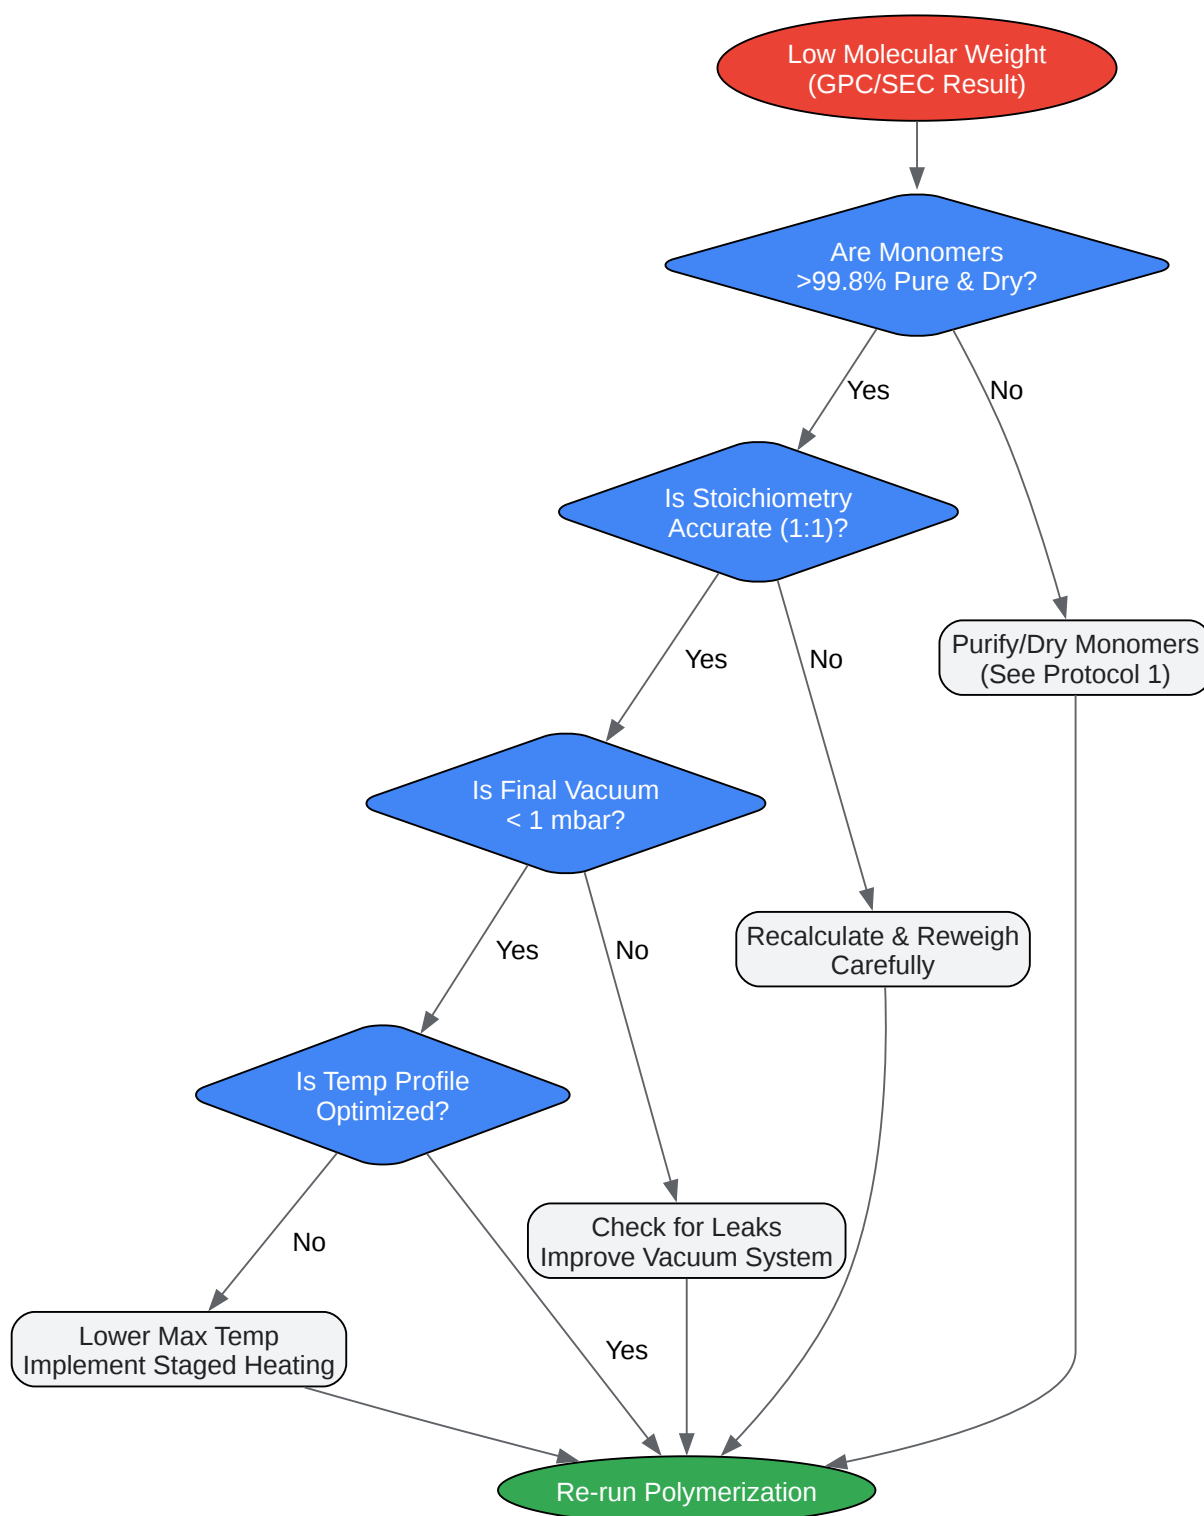 Low Molecular Weight
(GPC/SEC Result)
Are Monomers
>99.8% Pure & Dry?
Yes
No
Is Stoichiometry
Accurate (1:1)?
Yes
No
Purify/Dry Monomers
(See Protocol 1)
Is Final Vacuum
< 1 mbar?
Yes
No
Recalculate & Reweigh
Carefully
Is Temp Profile
Optimized?
No
Yes
Check for Leaks
Improve Vacuum System
Lower Max Temp
Implement Staged Heating
Re-run Polymerization